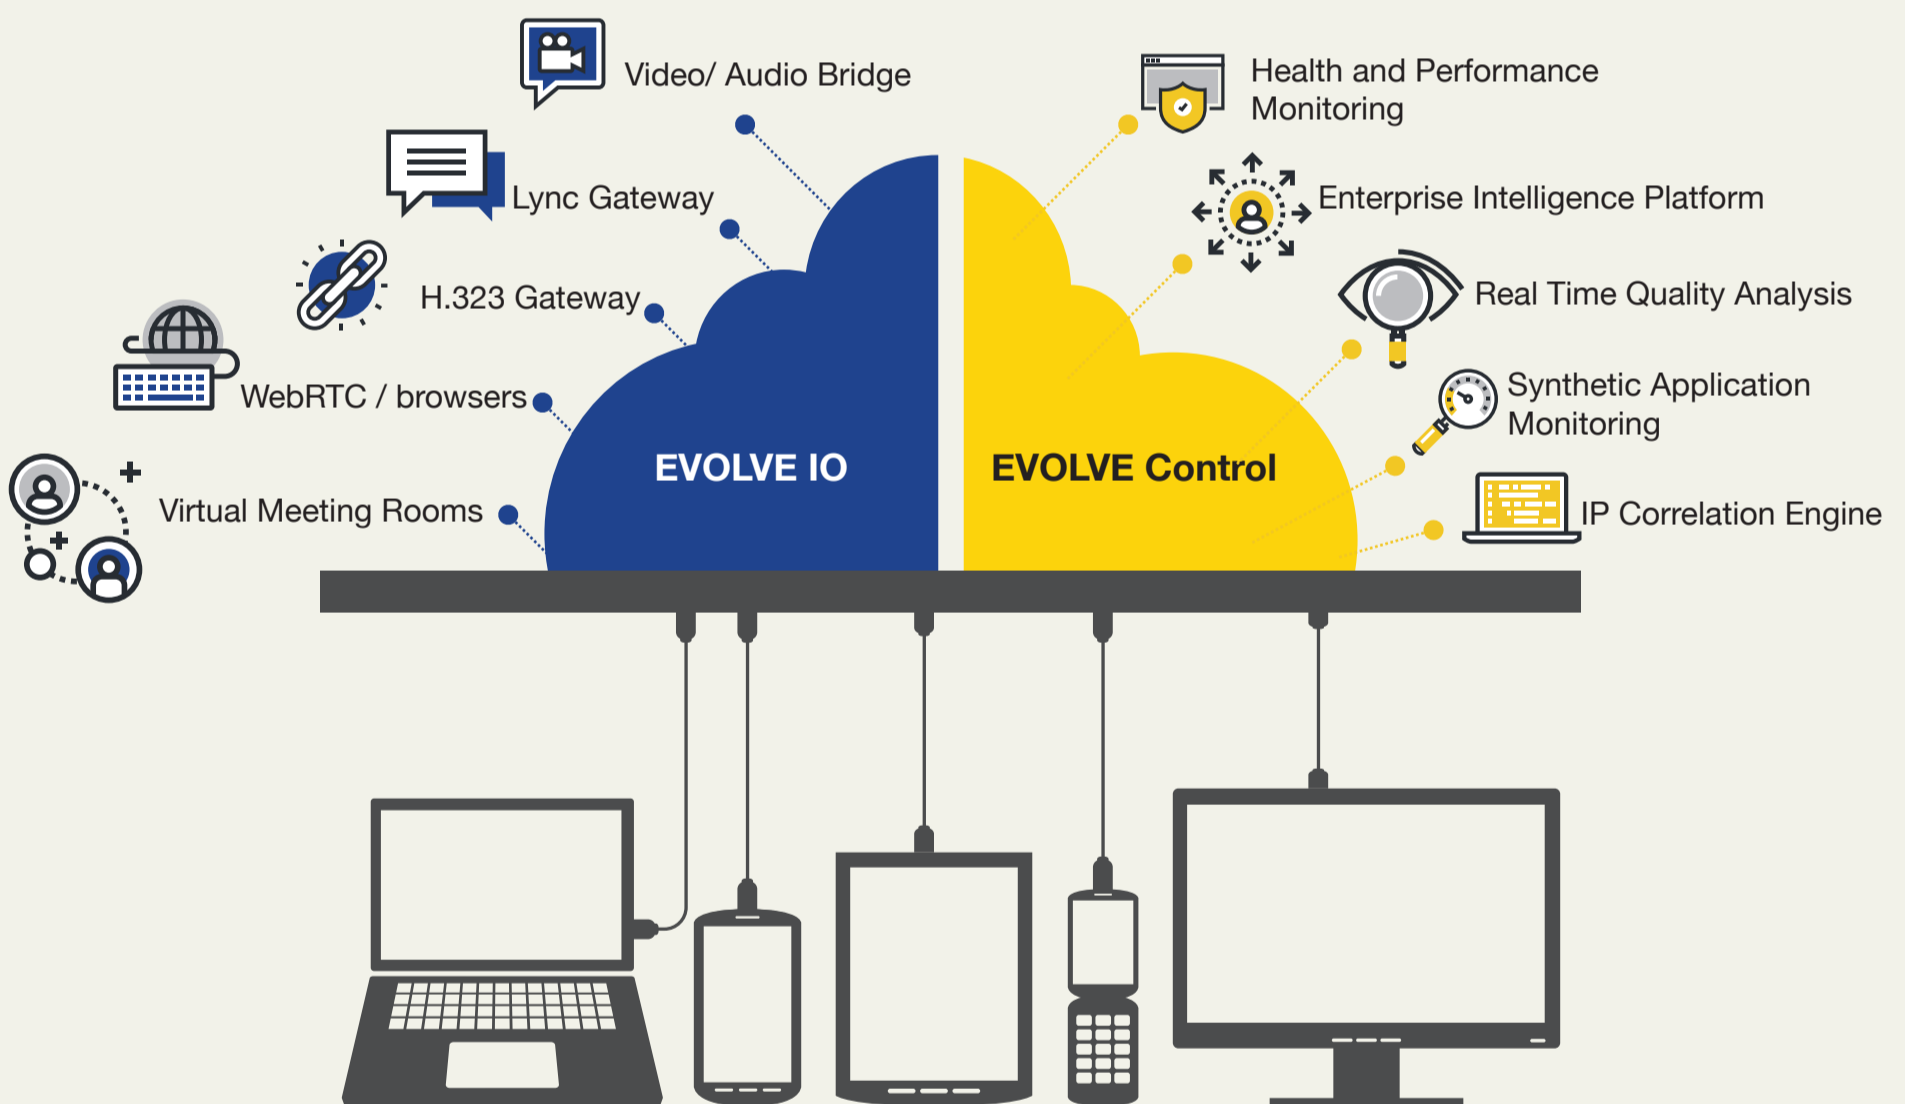 Video/ Audio Bridge
Lync Gateway
H.323 Gateway
WebRTC / browsers
Virtual Meeting Rooms
EVOLVE IO
EVOLVE Control
Health and Performance
Monitoring
Enterprise Intelligence Platform
Real Time Quality Analysis
Synthetic Application
Monitoring
IP Correlation Engine